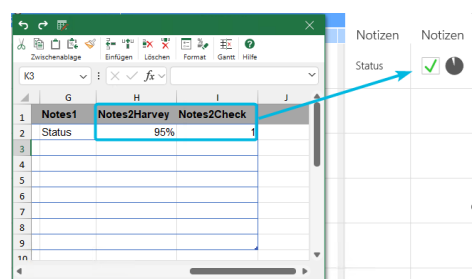 Zwischenablage Einfügen Löschen Format Gantt Hilfe
K3 fx
G H I J
1 Notes1 Notes2Harvey Notes2Check
2 Status 95% 1
3
4
5
6
7
8
9
10
Notizen Notizen
Status